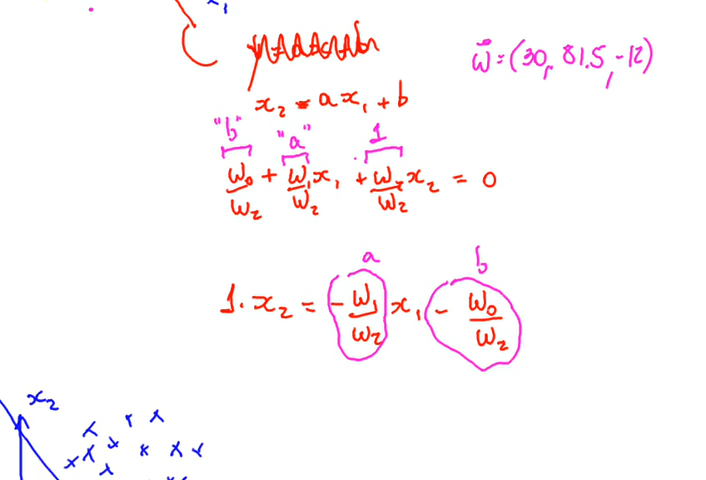 x₁
w̄ = (30, 81.5, -12)
x₂ = a x₁ + b
"b" "a" 1
w₀/w₂ + w₁/w₂ x₁ + w₂/w₂ x₂ = 0
a b
1. x₂ = - w₁/w₂ x₁ - w₀/w₂
x₂